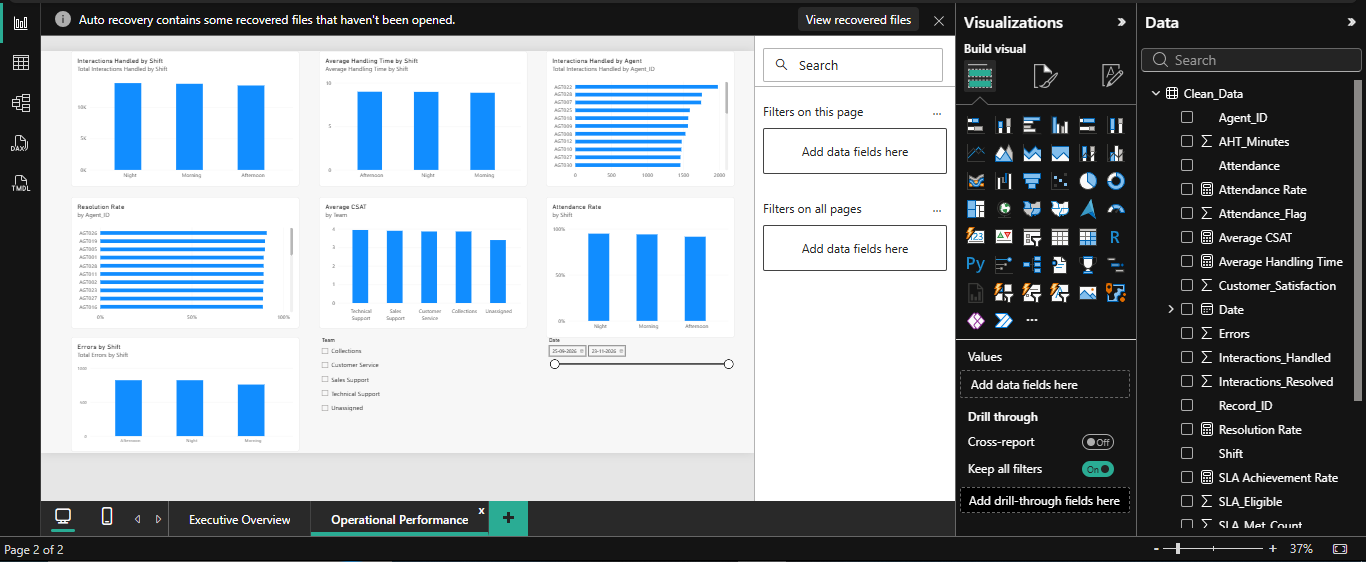 Auto recovery contains some recovered files that haven't been opened.
View recovered files
Interactions Handled by Shift
Total Interactions Handled by Shift
10K
5K
0K
Night
Morning
Afternoon
Average Handling Time by Shift
Average Handling Time by Shift
10
5
0
Afternoon
Night
Morning
Interactions Handled by Agent
Total Interactions Handled by Agent_ID
AGT022
AGT028
AGT007
AGT025
AGT018
AGT009
AGT008
AGT012
AGT010
AGT027
AGT030
0
500
1000
1500
2000
Resolution Rate
by Agent_ID
AGT026
AGT019
AGT005
AGT001
AGT028
AGT011
AGT002
AGT023
AGT027
AGT016
0%
50%
100%
Average CSAT
by Team
4
3
2
1
0
Technical Support
Sales Support
Customer Service
Collections
Unassigned
Attendance Rate
by Shift
100%
50%
0%
Night
Morning
Afternoon
Errors by Shift
Total Errors by Shift
1000
500
0
Afternoon
Night
Morning
Team
Collections
Customer Service
Sales Support
Technical Support
Unassigned
Date
25-09-2026
23-11-2026
Search
Filters on this page
...
Add data fields here
Filters on all pages
...
Add data fields here
Visualizations
Build visual
123
R
Py
...
Values
Add data fields here
Drill through
Cross-report
Off
Keep all filters
On
Add drill-through fields here
Data
Search
Clean_Data
Agent_ID
AHT_Minutes
Attendance
Attendance Rate
Attendance_Flag
Average CSAT
Average Handling Time
Customer_Satisfaction
Date
Errors
Interactions_Handled
Interactions_Resolved
Record_ID
Resolution Rate
Shift
SLA Achievement Rate
SLA_Eligible
SLA_Met_Count
DAX
TMDL
Executive Overview
Operational Performance
x
+
Page 2 of 2
-
+
37%